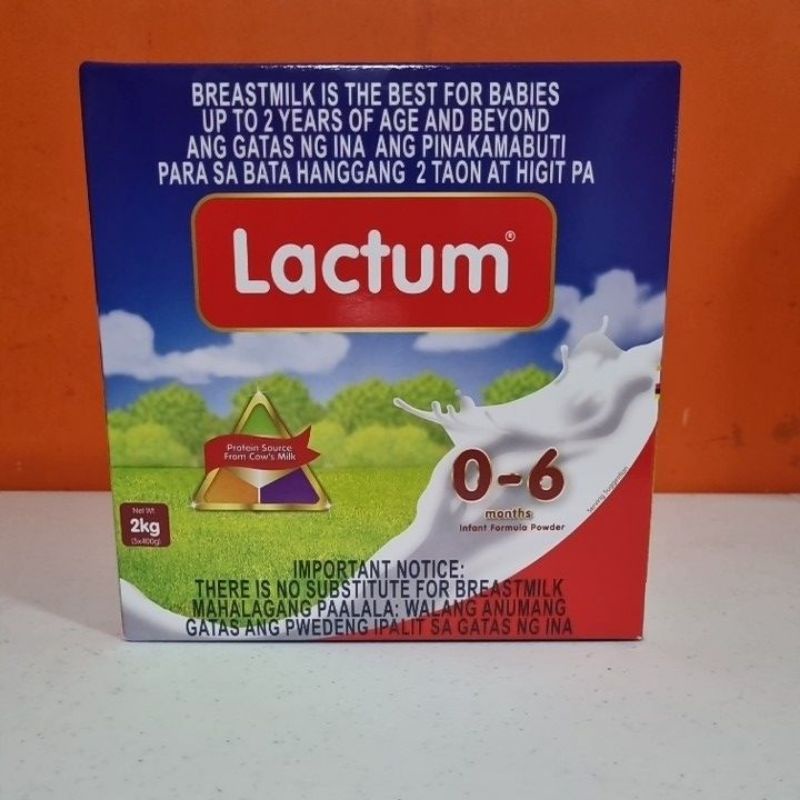 BREASTMILK IS THE BEST FOR BABIES
UP TO 2 YEARS OF AGE AND BEYOND
ANG GATAS NG INA ANG PINAKAMABUTI
PARA SA BATA HANGGANG 2 TAON AT HIGIT PA
Lactum®
Protein Source
From Cow's Milk
0-6
months
Infant Formula Powder
Serving Suggestion
Net Wt.
2kg
(5x400g)
IMPORTANT NOTICE:
THERE IS NO SUBSTITUTE FOR BREASTMILK
MAHALAGANG PAALALA: WALANG ANUMANG
GATAS ANG PWEDENG IPALIT SA GATAS NG INA